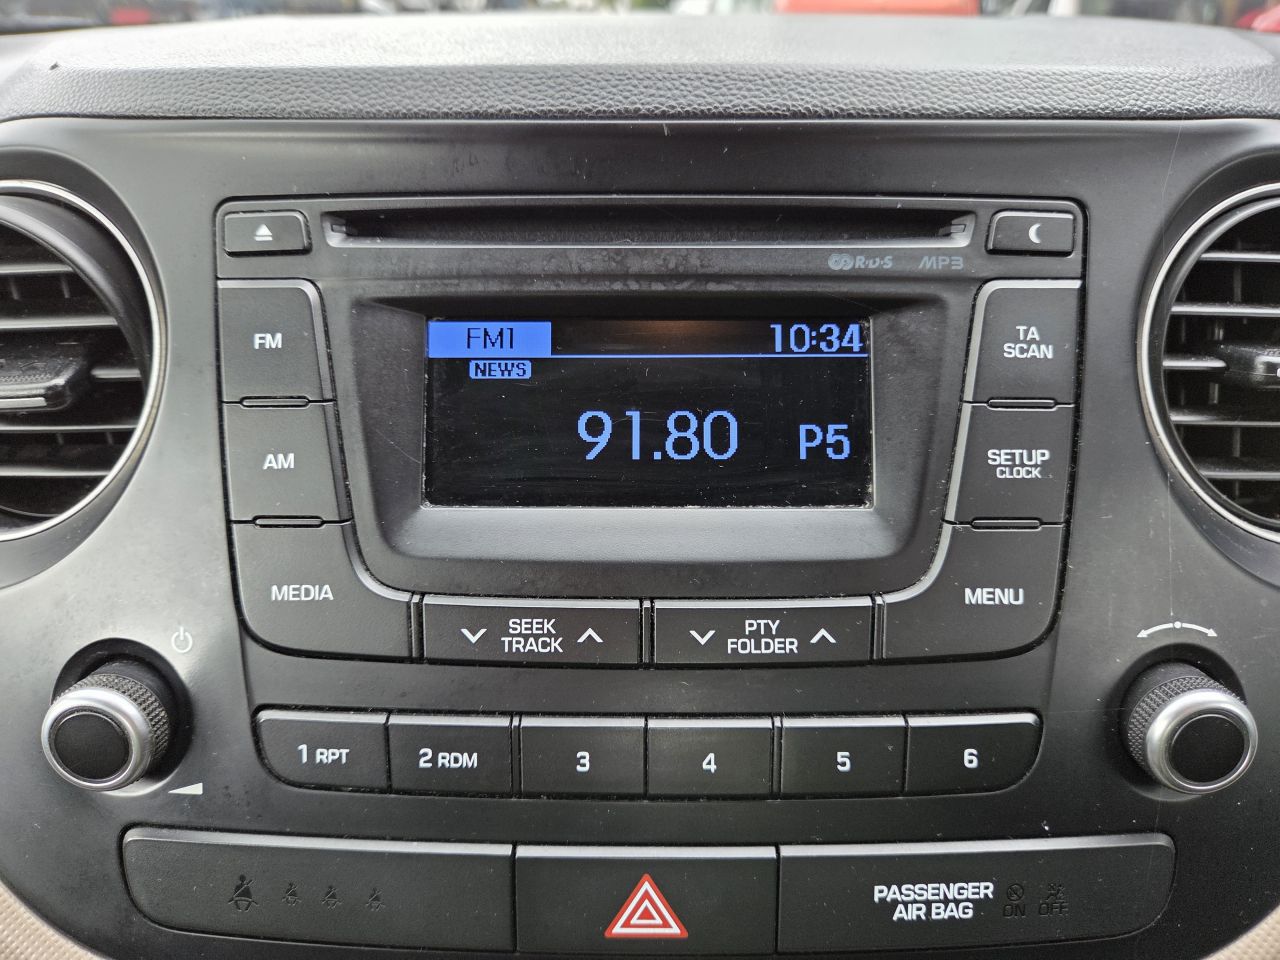 R·D·S MP3
FM
FM1 10:34
NEWS
91.80 P5
TA
SCAN
AM
SETUP
CLOCK
MEDIA
SEEK
TRACK
PTY
FOLDER
MENU
1 RPT
2 RDM
3
4
5
6
PASSENGER
AIR BAG
ON OFF